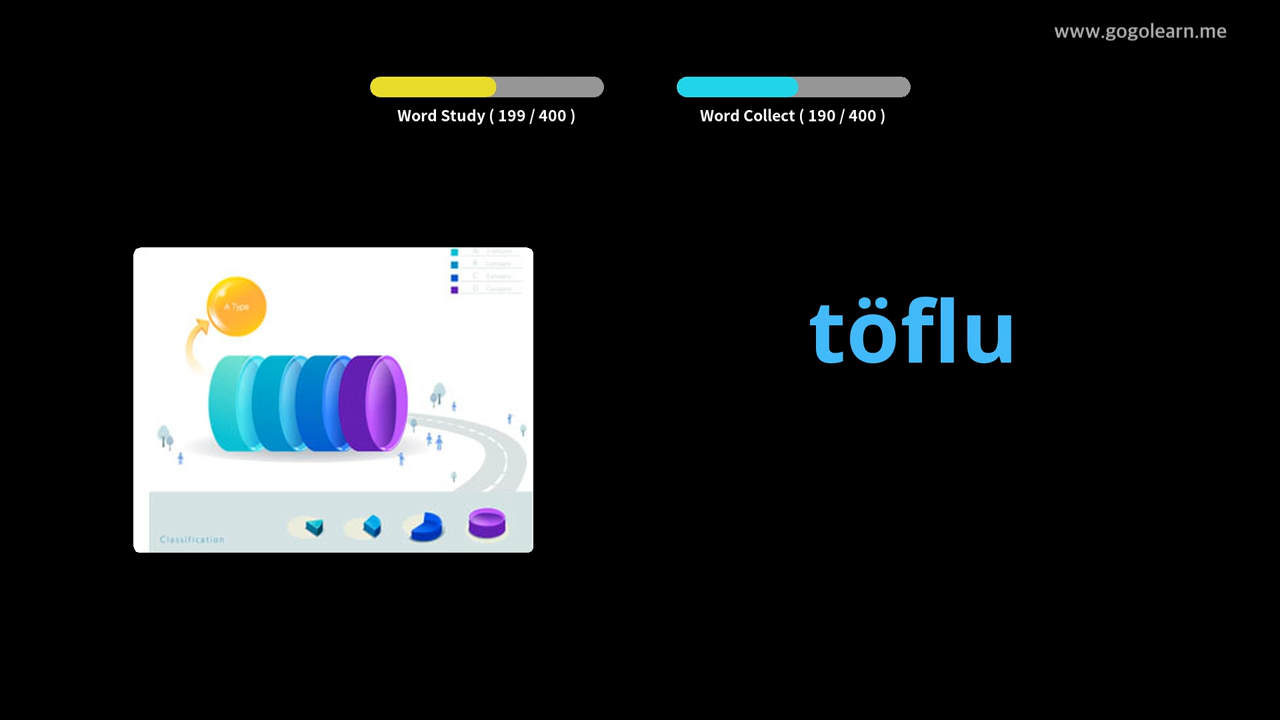 www.gogolearn.me
Word Study ( 199 / 400 )
Word Collect ( 190 / 400 )
A Type
B
C
D
Classification
töflu